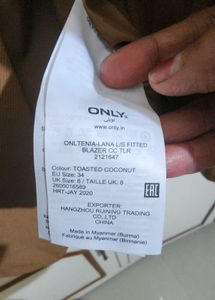 ONLY
اونلي
www.only.in
ONLTENIA-LANA L/S FITTED
BLAZER CC TLR
2121647
Colour: TOASTED COCONUT
EU Size: 34
UK Size: 8 / TAILLE UK: 8
2600016589
HRT-JAY 2020
EAC
EXPORTER:
HANGZHOU RUINING TRADING
CO., LTD
CHINA
Made in Myanmar (Burma)
Fabriqué au Myanmar (Birmanie)